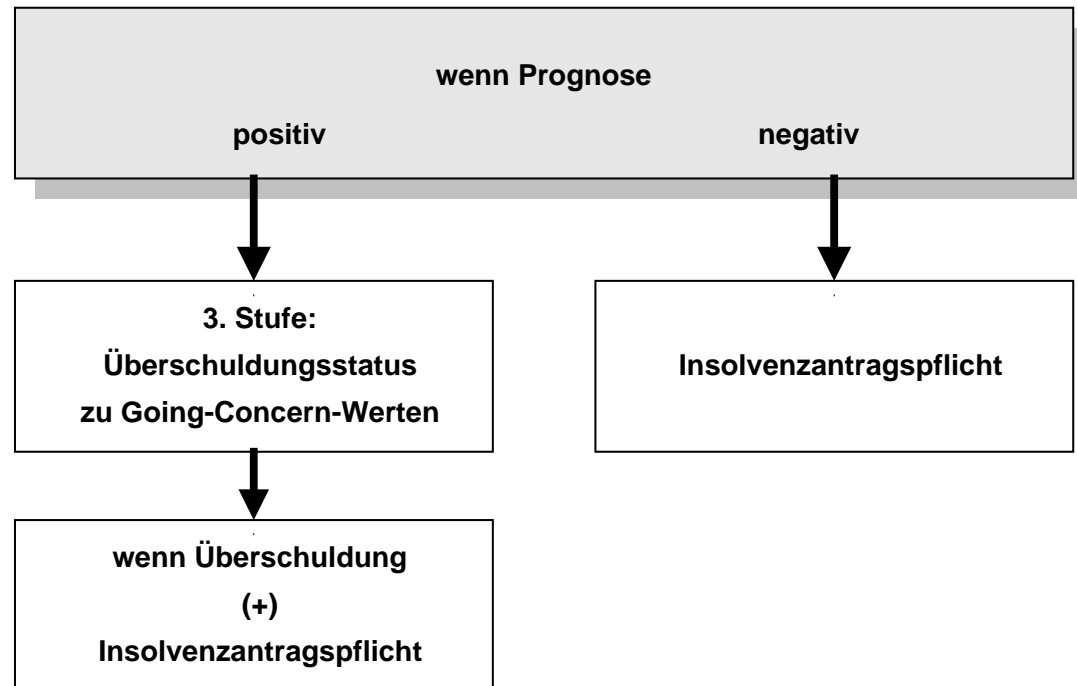 wenn Prognose
positiv negativ
3. Stufe:
Überschuldungsstatus
zu Going-Concern-Werten
Insolvenzantragspflicht
wenn Überschuldung
(+)
Insolvenzantragspflicht